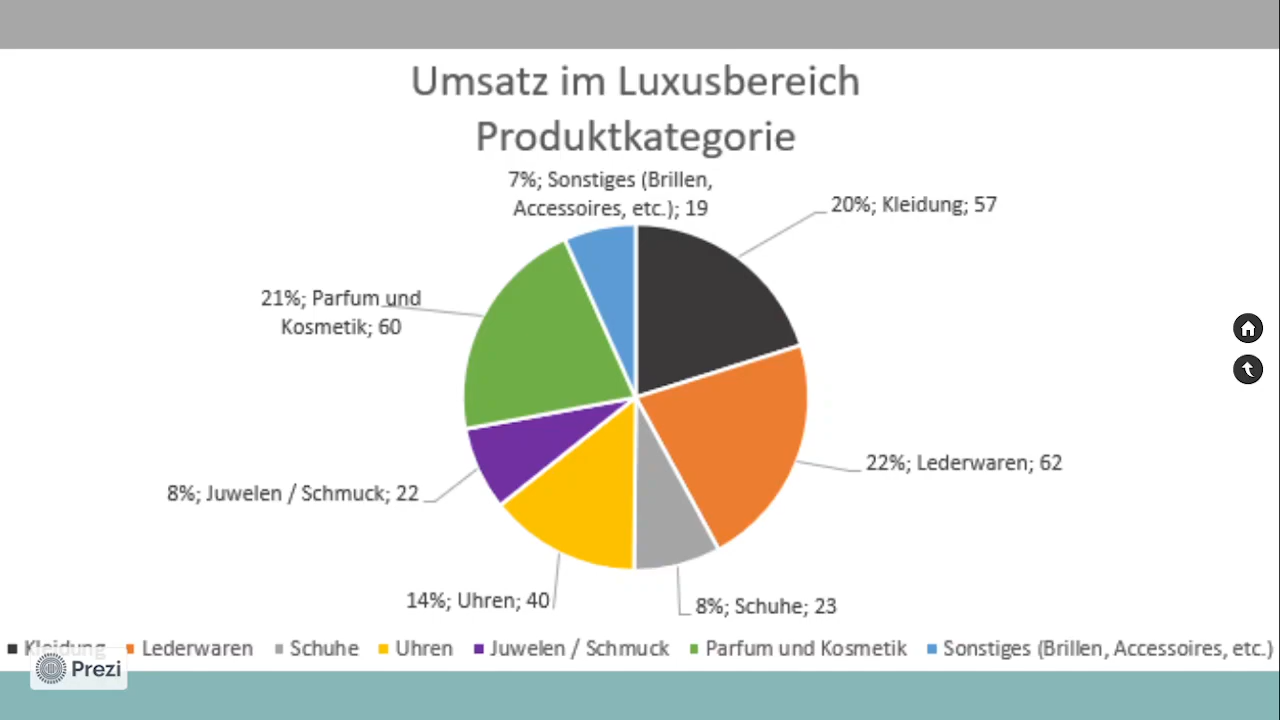 Umsatz im Luxusbereich
Produktkategorie
7%; Sonstiges (Brillen,
Accessoires, etc.); 19
20%; Kleidung; 57
21%; Parfum und
Kosmetik; 60
22%; Lederwaren; 62
8%; Juwelen / Schmuck; 22
14%; Uhren; 40
8%; Schuhe; 23
Kleidung Lederwaren Schuhe Uhren Juwelen / Schmuck Parfum und Kosmetik Sonstiges (Brillen, Accessoires, etc.)
Prezi